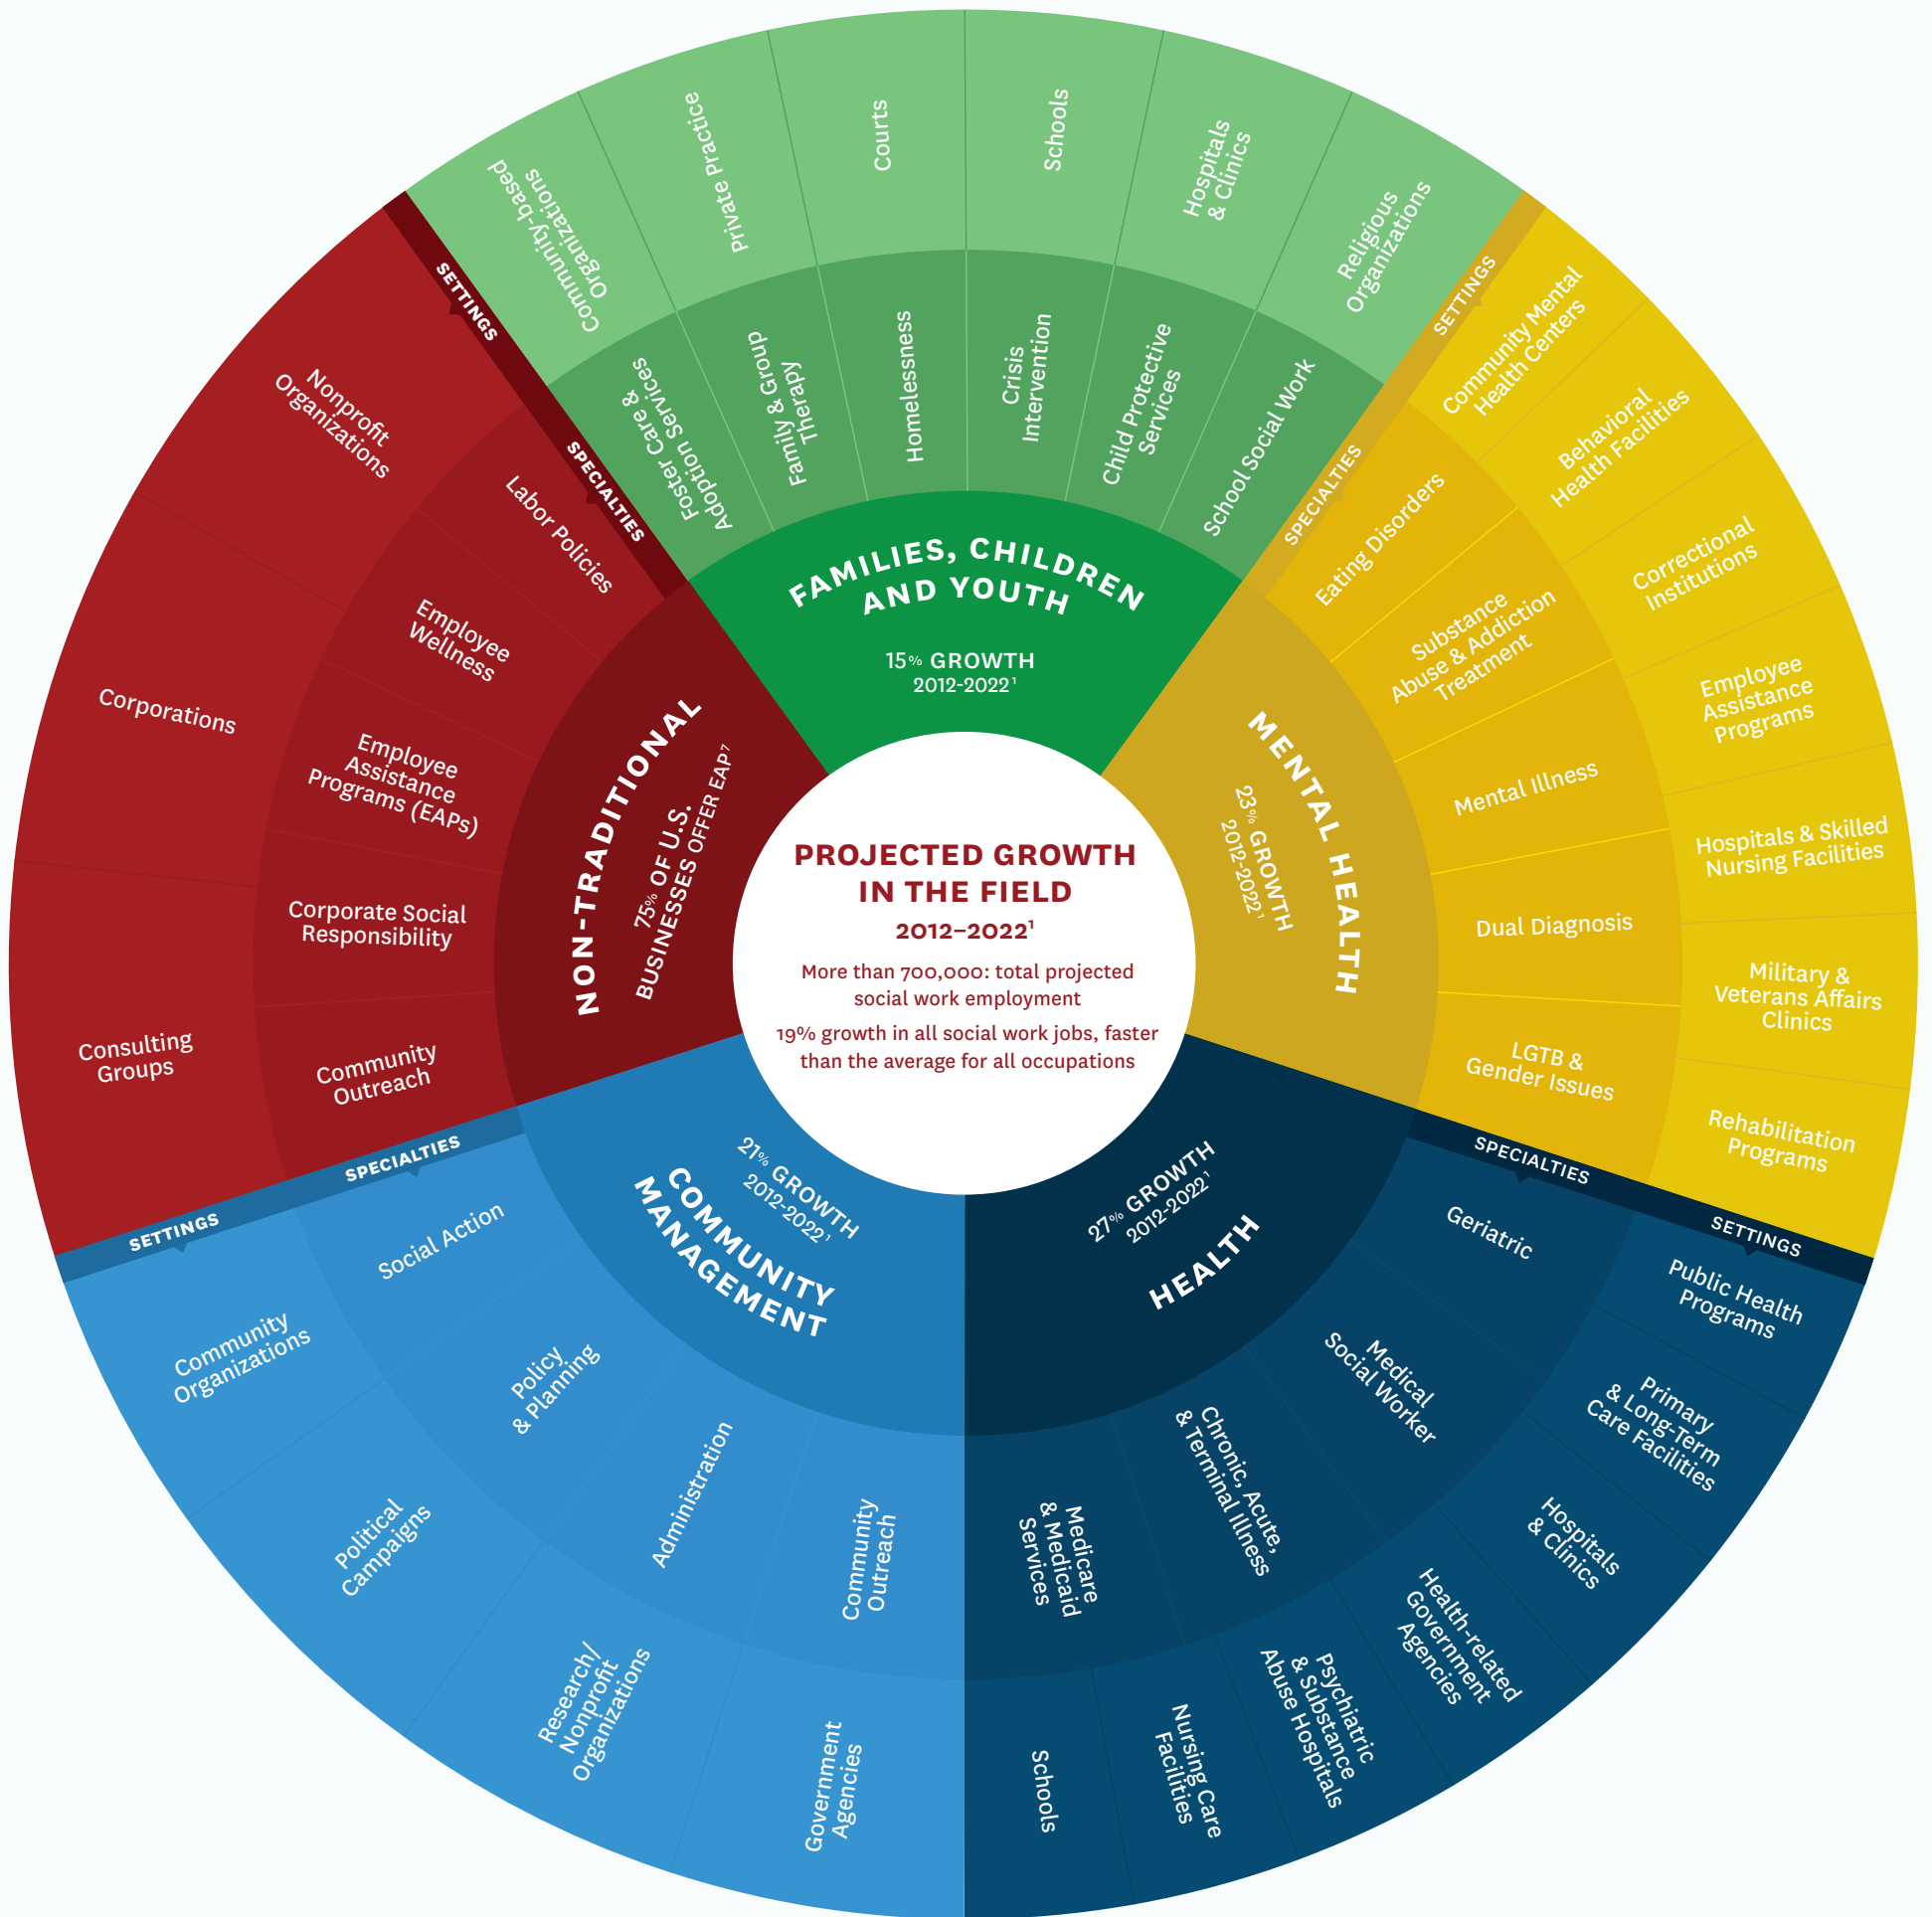 PROJECTED GROWTH
IN THE FIELD
2012–2022¹
More than 700,000: total projected
social work employment
19% growth in all social work jobs, faster
than the average for all occupations
FAMILIES, CHILDREN
AND YOUTH
15% GROWTH
2012-2022¹
Foster Care &
Adoption Services
Family & Group
Therapy
Homelessness
Crisis
Intervention
Child Protective
Services
School Social Work
Community-based
Organizations
Private Practice
Courts
Schools
Hospitals
& Clinics
Religious
Organizations
SETTINGS
SPECIALTIES
MENTAL HEALTH
23% GROWTH
2012-2022¹
Eating Disorders
Substance
Abuse & Addiction
Treatment
Mental Illness
Dual Diagnosis
LGTB &
Gender Issues
Community Mental
Health Centers
Behavioral
Health Facilities
Correctional
Institutions
Employee
Assistance
Programs
Hospitals & Skilled
Nursing Facilities
Military &
Veterans Affairs
Clinics
Rehabilitation
Programs
SPECIALTIES
SETTINGS
HEALTH
27% GROWTH
2012-2022¹
Geriatric
Medical
Social Worker
Chronic, Acute,
& Terminal Illness
Medicare
& Medicaid
Services
Public Health
Programs
Primary
& Long-Term
Care Facilities
Hospitals
& Clinics
Health-related
Government
Agencies
Psychiatric
& Substance
Abuse Hospitals
Nursing Care
Facilities
Schools
COMMUNITY
MANAGEMENT
21% GROWTH
2012-2022¹
SPECIALTIES
SETTINGS
Social Action
Policy
& Planning
Administration
Community
Outreach
Community
Organizations
Political
Campaigns
Research/
Nonprofit
Organizations
Government
Agencies
NON-TRADITIONAL
75% OF U.S.
BUSINESSES OFFER EAP⁷
SETTINGS
SPECIALTIES
Labor Policies
Employee
Wellness
Employee
Assistance
Programs (EAPs)
Corporate Social
Responsibility
Community
Outreach
Nonprofit
Organizations
Corporations
Consulting
Groups